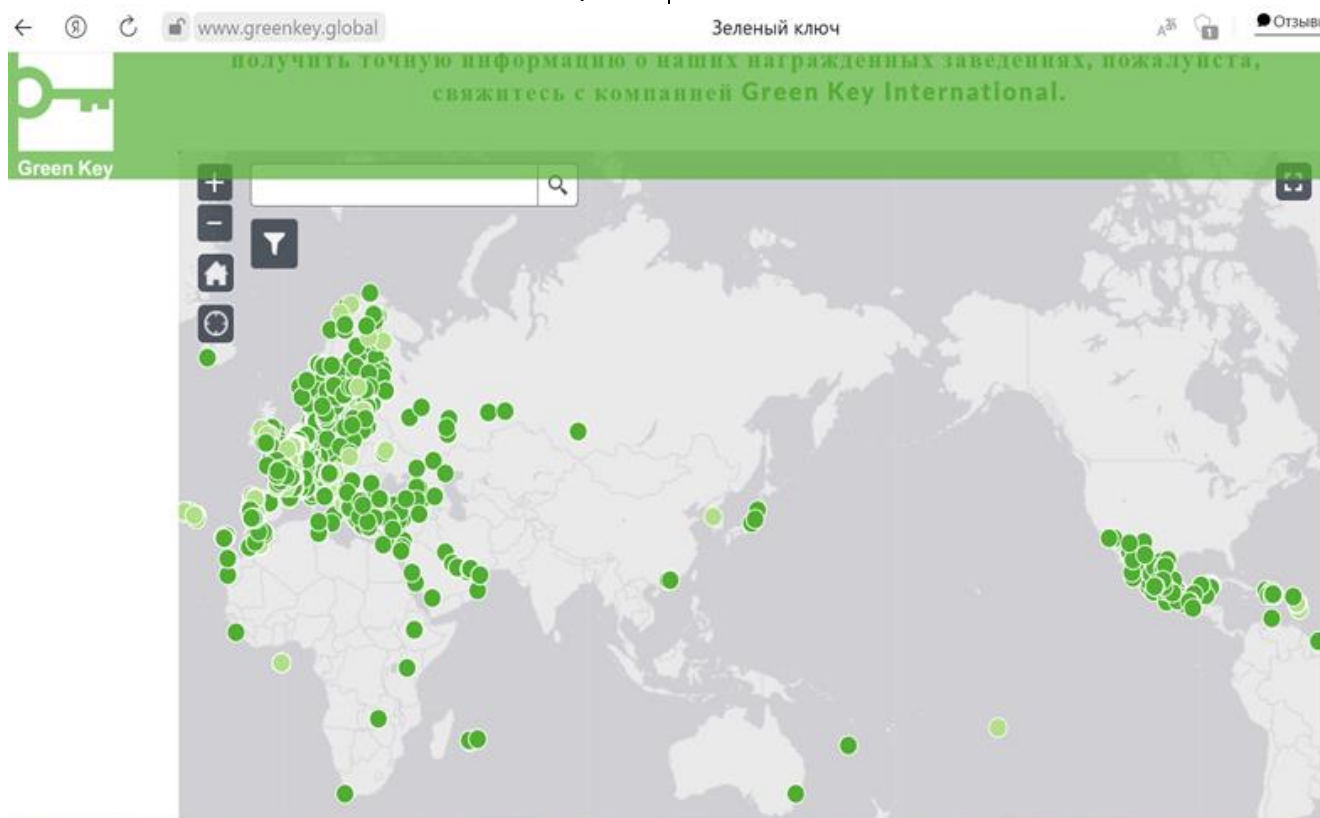 www.greenkey.global
Зеленый ключ
Отзывы
получить точную информацию о наших награжденных заведениях, пожалуйста,
свяжитесь с компанией Green Key International.
Green Key